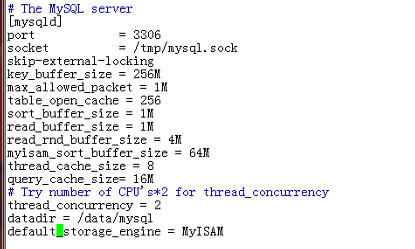 # The MySQL server
[mysqld]
port            = 3306
socket          = /tmp/mysql.sock
skip-external-locking
key_buffer_size = 256M
max_allowed_packet = 1M
table_open_cache = 256
sort_buffer_size = 1M
read_buffer_size = 1M
read_rnd_buffer_size = 4M
myisam_sort_buffer_size = 64M
thread_cache_size = 8
query_cache_size= 16M
# Try number of CPU's*2 for thread_concurrency
thread_concurrency = 2
datadir = /data/mysql
default_storage_engine = MyISAM